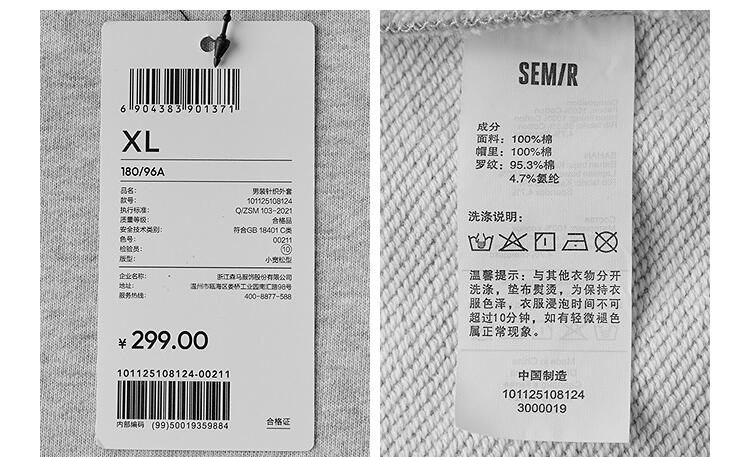 6 904383 901371
XL
180/96A
品名: 男装针织外套
款号: 101125108124
执行标准: Q/ZSM 103-2021
质量等级: 合格品
安全技术类别: 符合GB 18401 C类
色号: 00211
检验员: 10
版型: 小宽松型
企业名称: 浙江森马服饰股份有限公司
地址: 温州市瓯海区娄桥工业园南汇路98号
服务热线: 400-8877-588
¥ 299.00
101125108124-00211
内部编码 (99)50019359884
合格证
SEMIR
成分
面料: 100%棉
帽里: 100%棉
罗纹: 95.3%棉
4.7%氨纶
洗涤说明:
温馨提示: 与其他衣物分开
洗涤, 垫布熨烫, 为保持衣
服色泽, 衣服浸泡时间不可
超过10分钟, 如有轻微褪色
属正常现象。
中国制造
101125108124
3000019